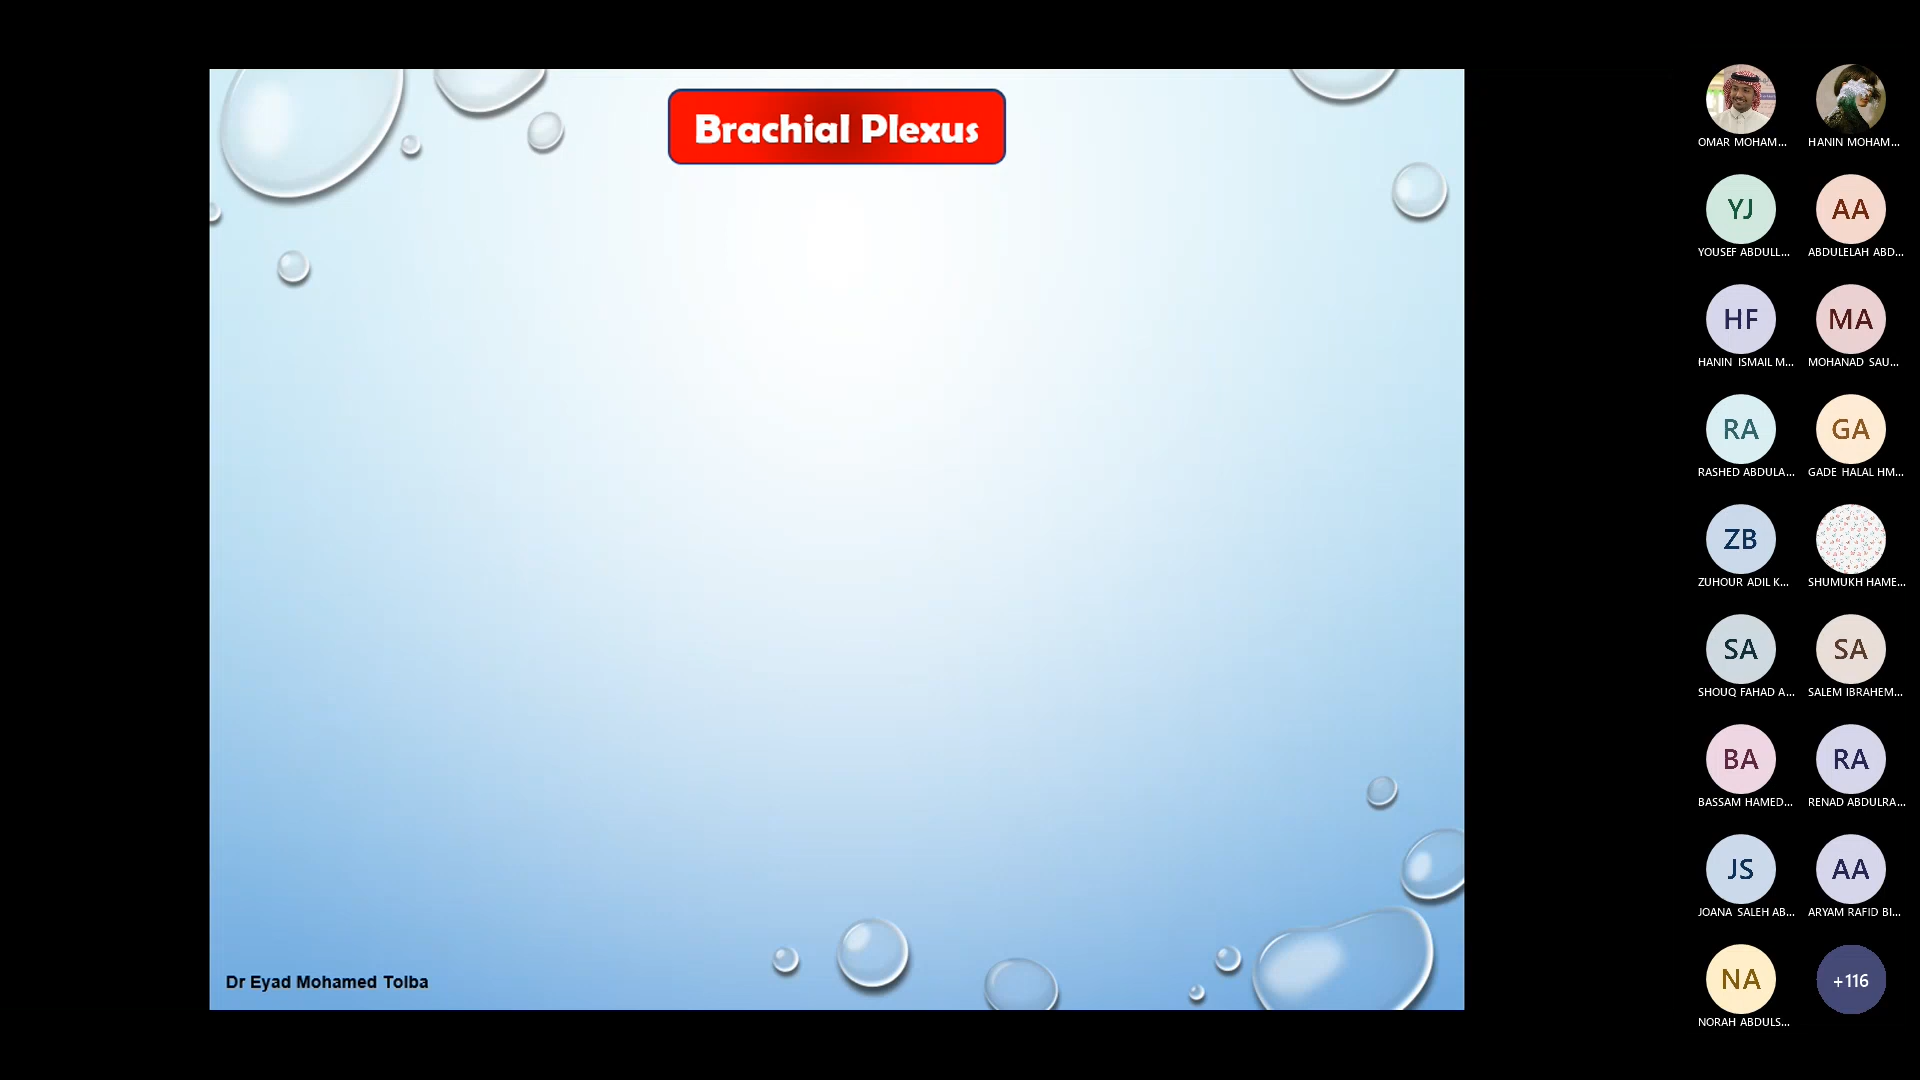 Brachial Plexus
Dr Eyad Mohamed Tolba
OMAR MOHAM...
HANIN MOHAM...
YJ
AA
YOUSEF ABDULL...
ABDULELAH ABD...
HF
MA
HANIN ISMAIL M...
MOHANAD SAU...
RA
GA
RASHED ABDULA...
GADE HALAL HM...
ZB
ZUHOUR ADIL K...
SHUMUKH HAME...
SA
SA
SHOUQ FAHAD A...
SALEM IBRAHEM...
BA
RA
BASSAM HAMED...
RENAD ABDULRA...
JS
AA
JOANA SALEH AB...
ARYAM RAFID BI...
NA
+116
NORAH ABDULS...